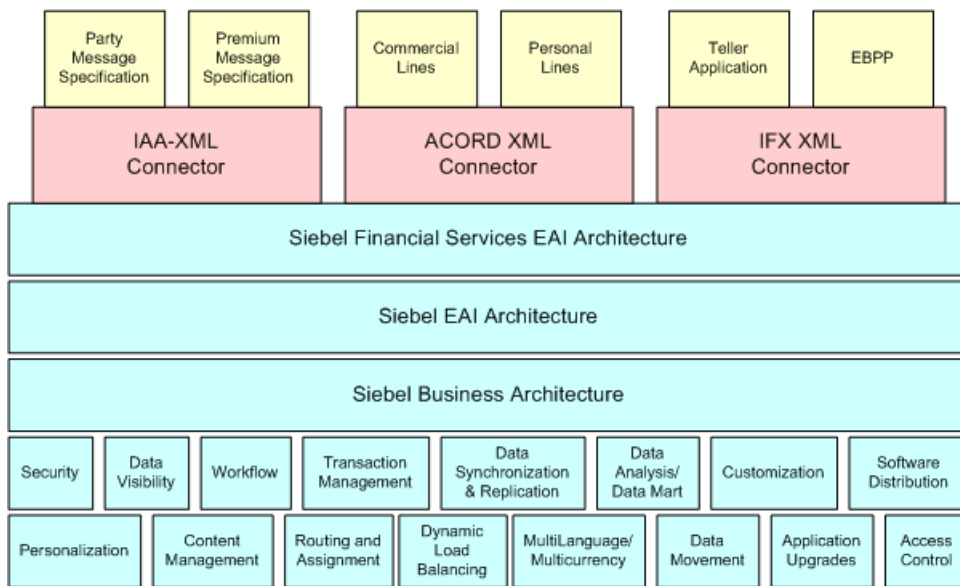 Party
Message
Specification
Premium
Message
Specification
Commercial
Lines
Personal
Lines
Teller
Application
EBPP
IAA-XML
Connector
ACORD XML
Connector
IFX XML
Connector
Siebel Financial Services EAI Architecture
Siebel EAI Architecture
Siebel Business Architecture
Security
Data
Visibility
Workflow
Transaction
Management
Data
Synchronization
& Replication
Data
Analysis/
Data Mart
Customization
Software
Distribution
Personalization
Content
Management
Routing and
Assignment
Dynamic
Load
Balancing
MultiLanguage/
Multicurrency
Data
Movement
Application
Upgrades
Access
Control